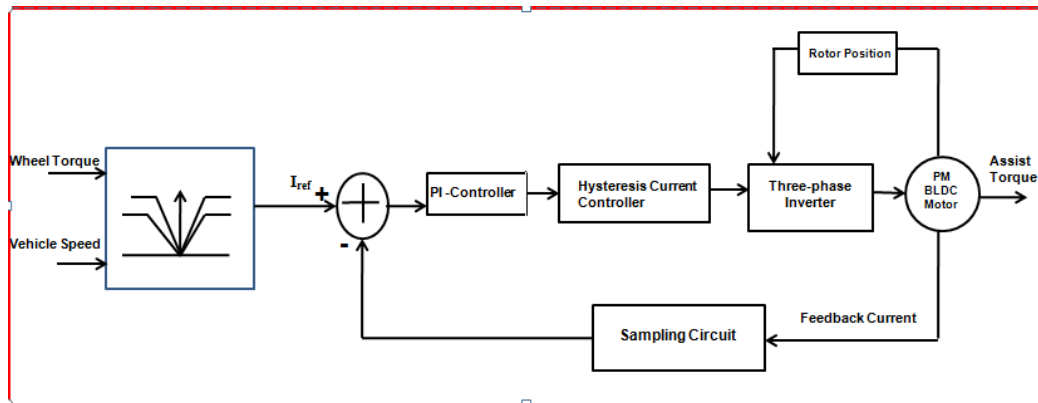 Rotor Position
Wheel Torque
Vehicle Speed
Iref
+
-
PI-Controller
Hysteresis Current
Controller
Three-phase
Inverter
PM
BLDC
Motor
Assist
Torque
Sampling Circuit
Feedback Current